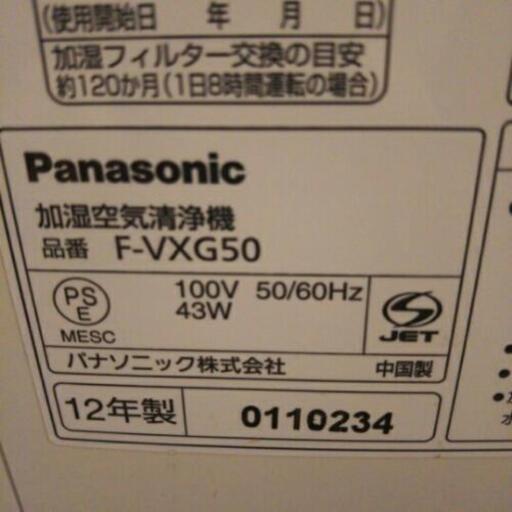 (使用開始日 年 月 日)
加湿フィルター交換の目安
約120か月(1日8時間運転の場合)
Panasonic
加湿空気清浄機
品番 F-VXG50
PS
E
MESC
100V 50/60Hz
43W
JET
パナソニック株式会社 中国製
12年製 0110234